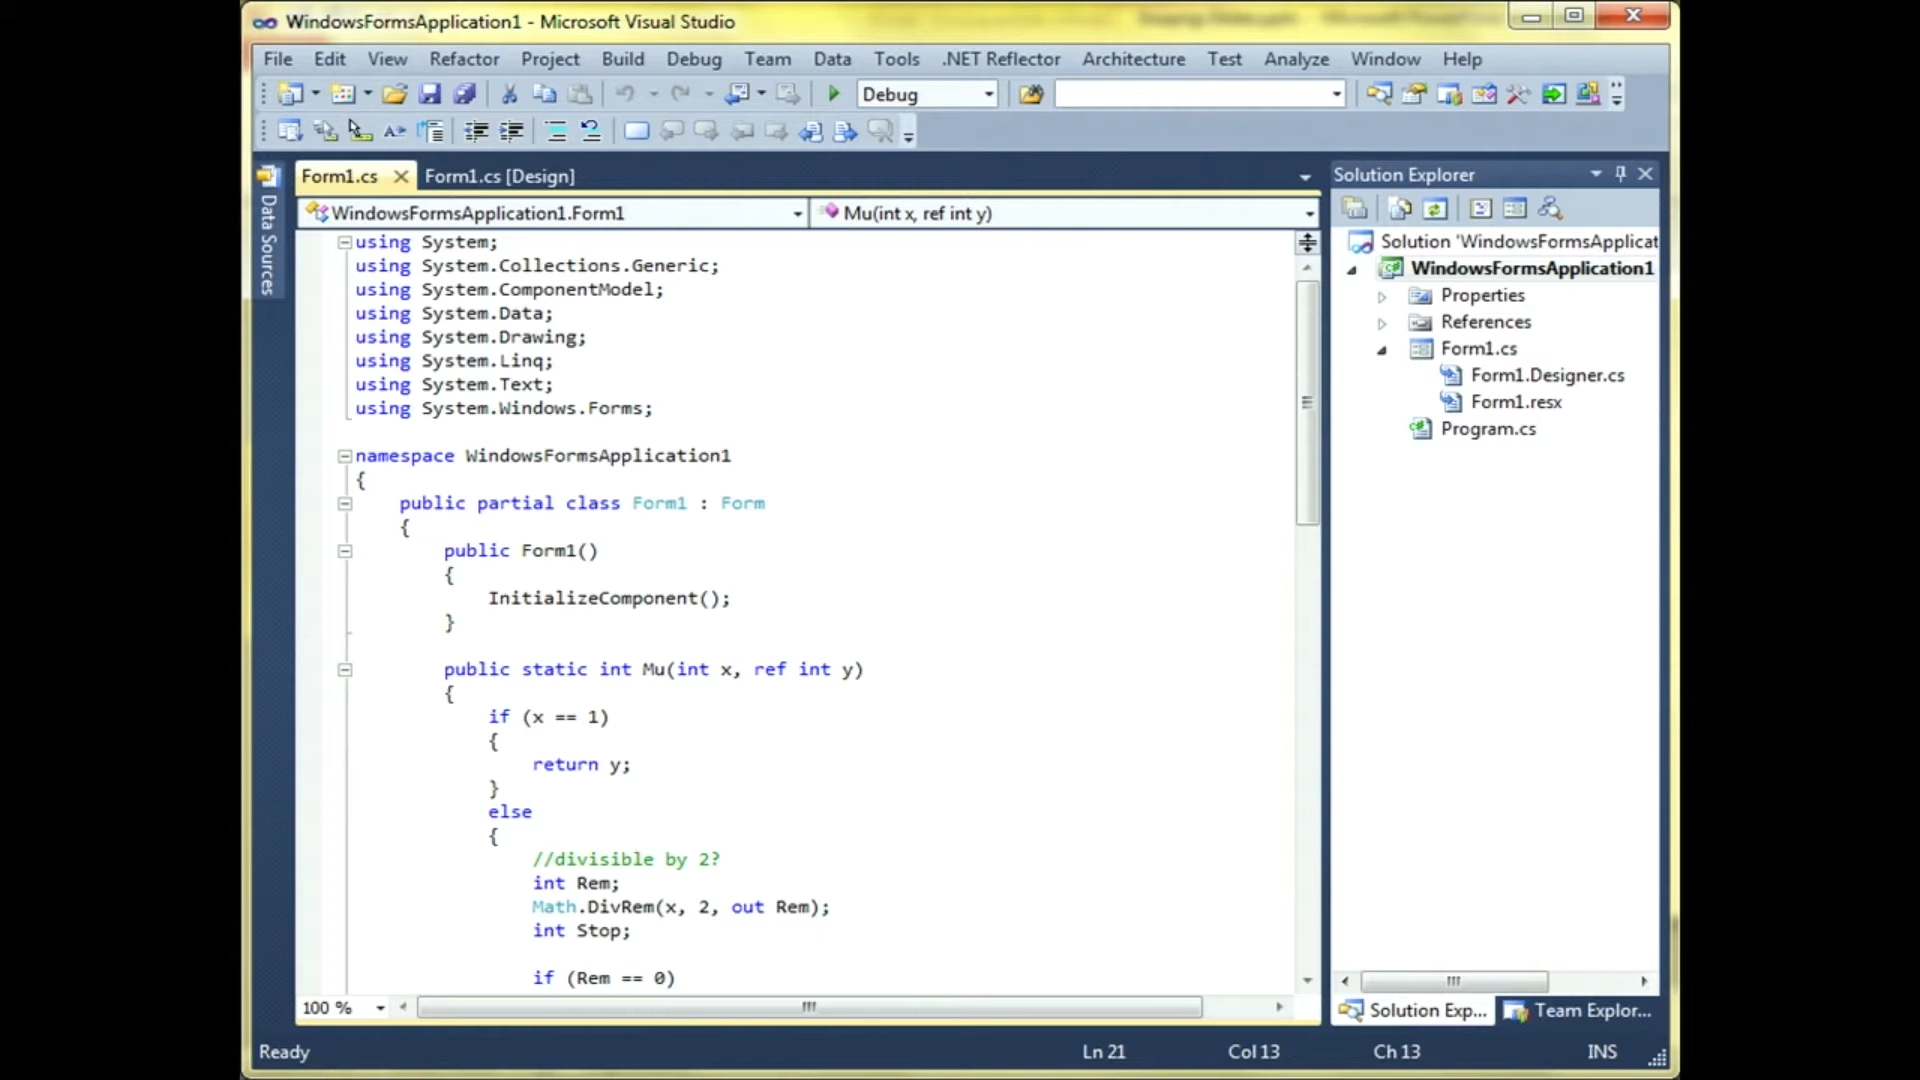 WindowsFormsApplication1 - Microsoft Visual Studio
File Edit View Refactor Project Build Debug Team Data Tools .NET Reflector Architecture Test Analyze Window Help
Debug
Data Sources
Form1.cs Form1.cs [Design]
WindowsFormsApplication1.Form1 Mu(int x, ref int y)
using System;
using System.Collections.Generic;
using System.ComponentModel;
using System.Data;
using System.Drawing;
using System.Linq;
using System.Text;
using System.Windows.Forms;
namespace WindowsFormsApplication1
{
public partial class Form1 : Form
{
public Form1()
{
InitializeComponent();
}
public static int Mu(int x, ref int y)
{
if (x == 1)
{
return y;
}
else
{
//divisible by 2?
int Rem;
Math.DivRem(x, 2, out Rem);
int Stop;
if (Rem == 0)
100 %
Solution Explorer
Solution 'WindowsFormsApplicat
WindowsFormsApplication1
Properties
References
Form1.cs
Form1.Designer.cs
Form1.resx
Program.cs
Solution Exp... Team Explor...
Ready Ln 21 Col 13 Ch 13 INS